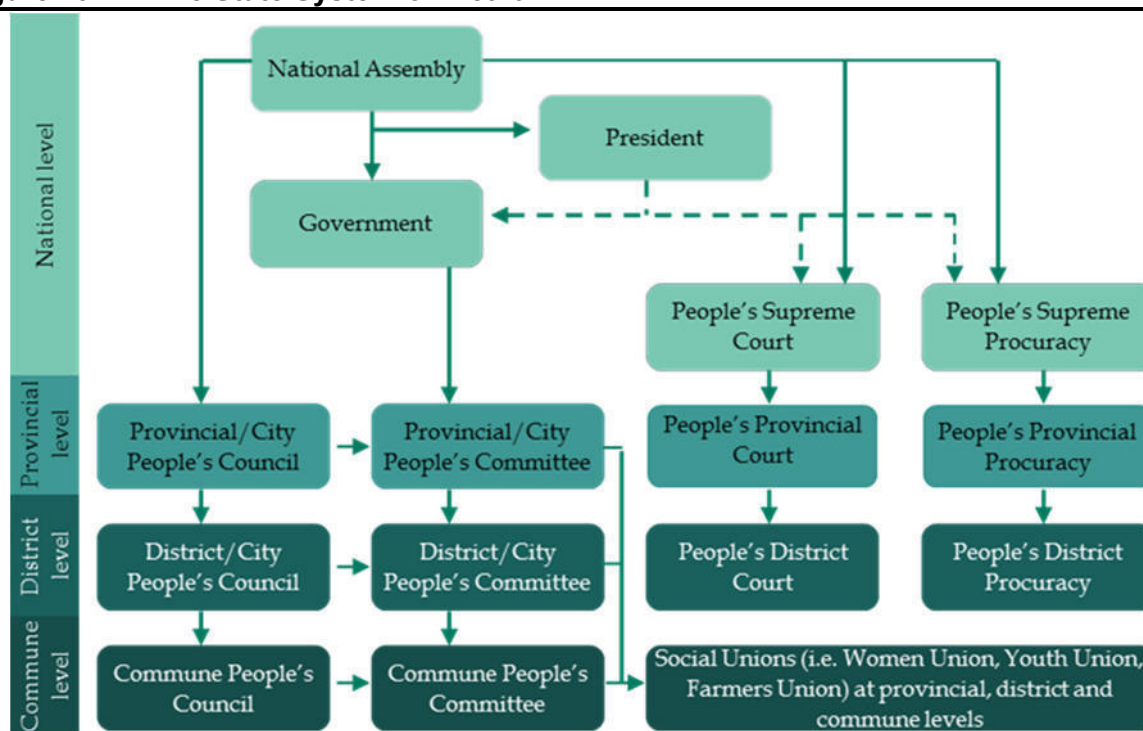 National level
National Assembly
President
Government
People's Supreme
Court
People's Supreme
Procuracy
Provincial
level
Provincial/City
People's Council
Provincial/City
People's Committee
People's Provincial
Court
People's Provincial
Procuracy
District
level
District/City
People's Council
District/City
People's Committee
People's District
Court
People's District
Procuracy
Commune
level
Commune People's
Council
Commune People's
Committee
Social Unions (i.e. Women Union, Youth Union,
Farmers Union) at provincial, district and
commune levels